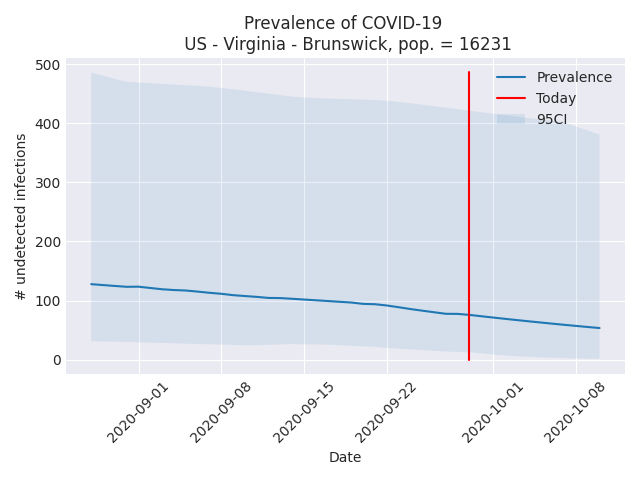 Prevalence of COVID-19
US - Virginia - Brunswick, pop. = 16231
# undetected infections
500
400
300
200
100
0
Prevalence
Today
95CI
2020-09-01
2020-09-08
2020-09-15
2020-09-22
2020-10-01
2020-10-08
Date